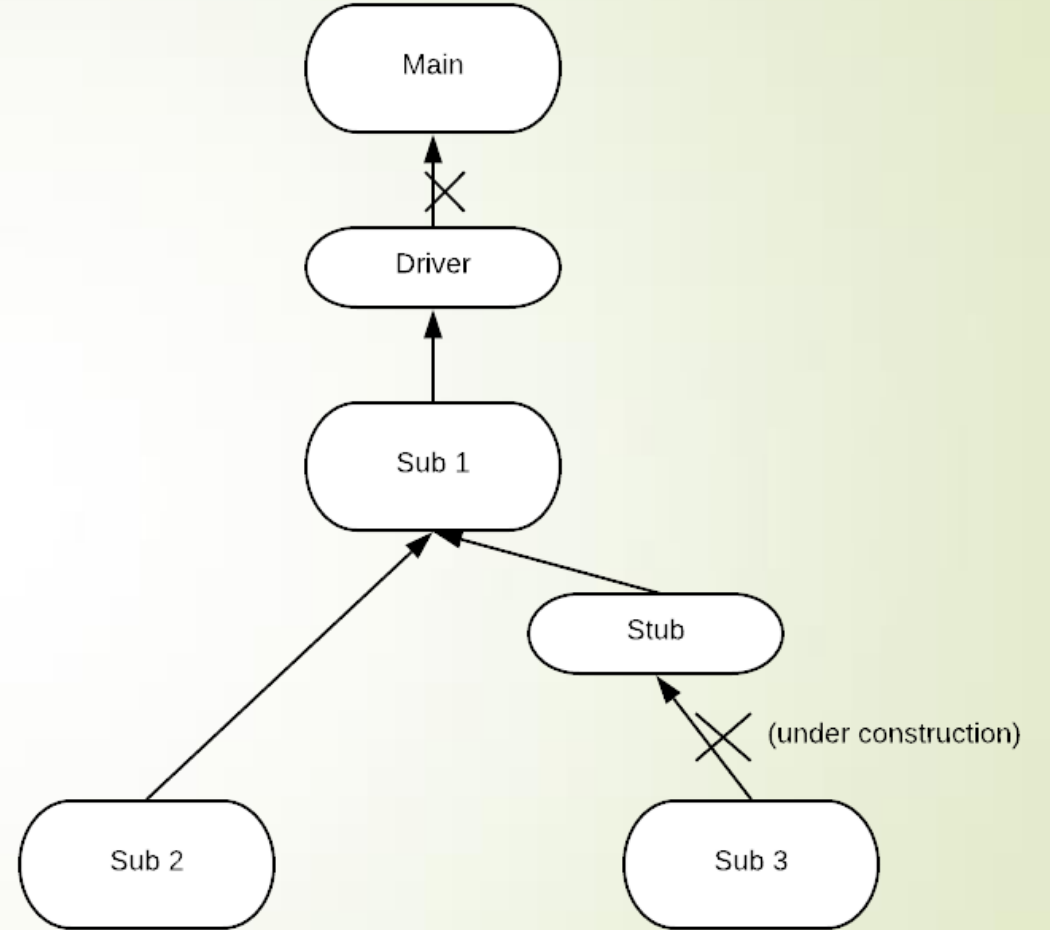 Main
Driver
Sub 1
Stub
(under construction)
Sub 2
Sub 3